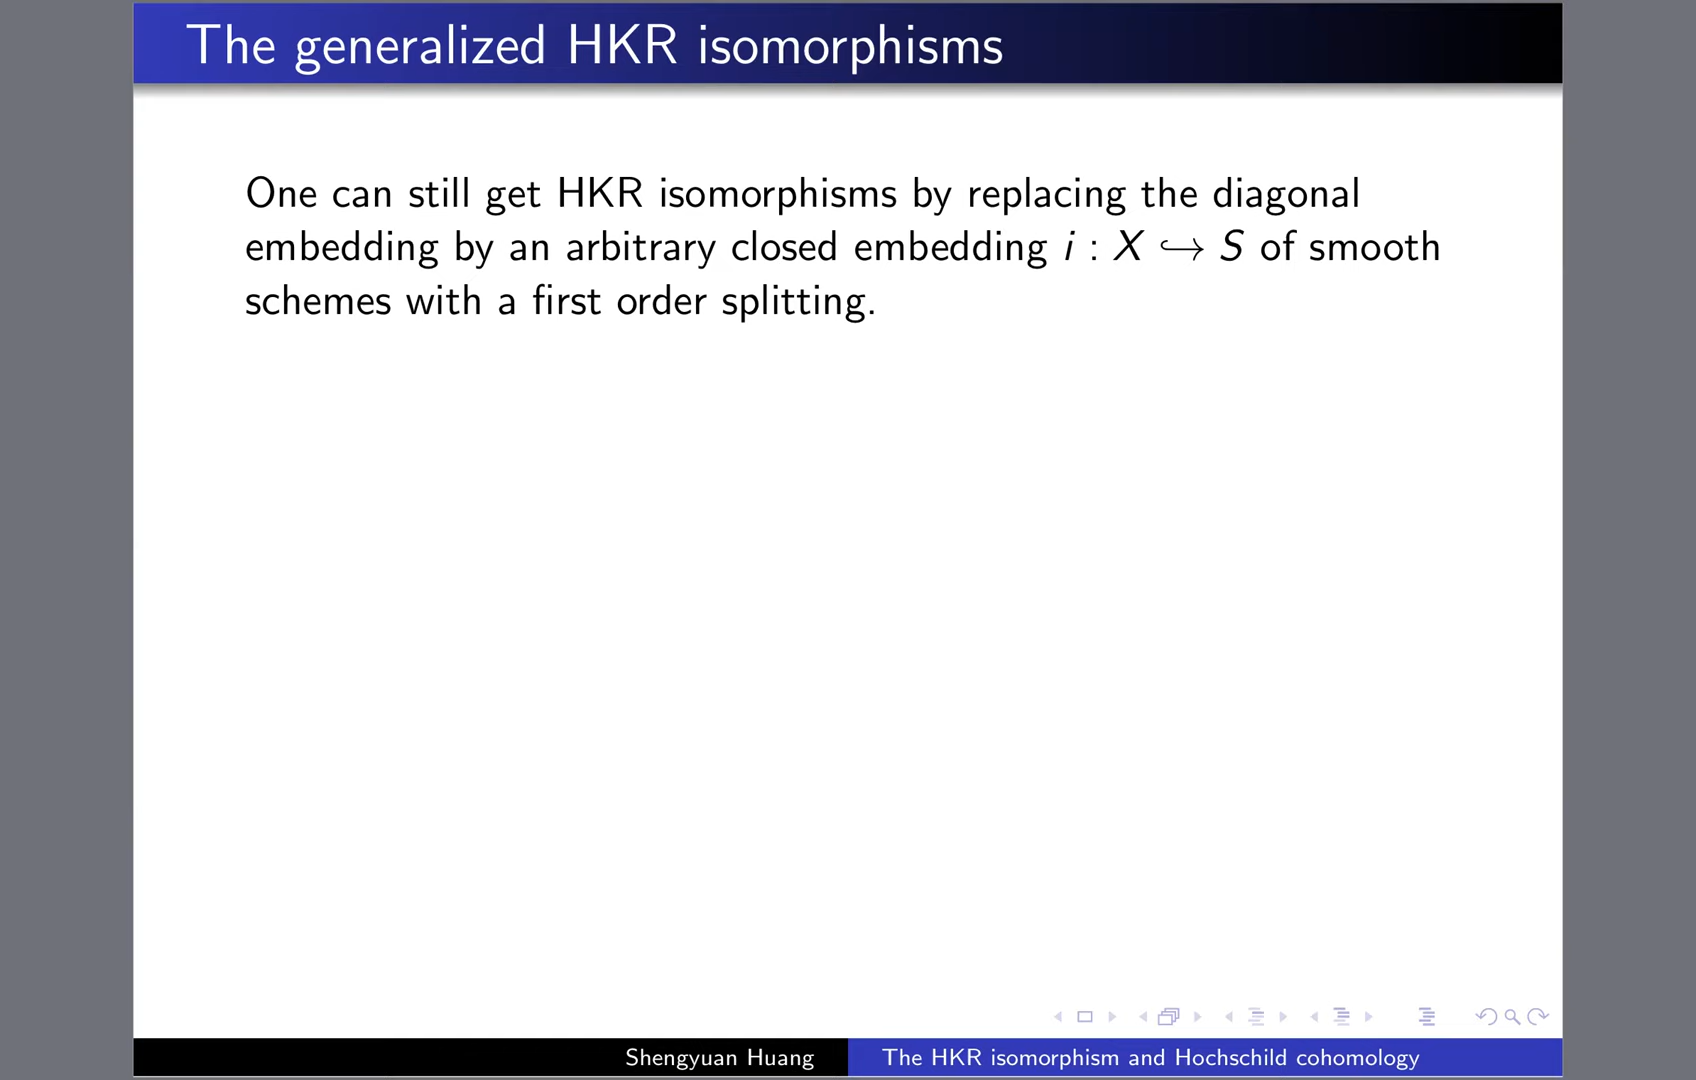 The generalized HKR isomorphisms
One can still get HKR isomorphisms by replacing the diagonal
embedding by an arbitrary closed embedding i : X ↪ S of smooth
schemes with a first order splitting.
Shengyuan Huang
The HKR isomorphism and Hochschild cohomology